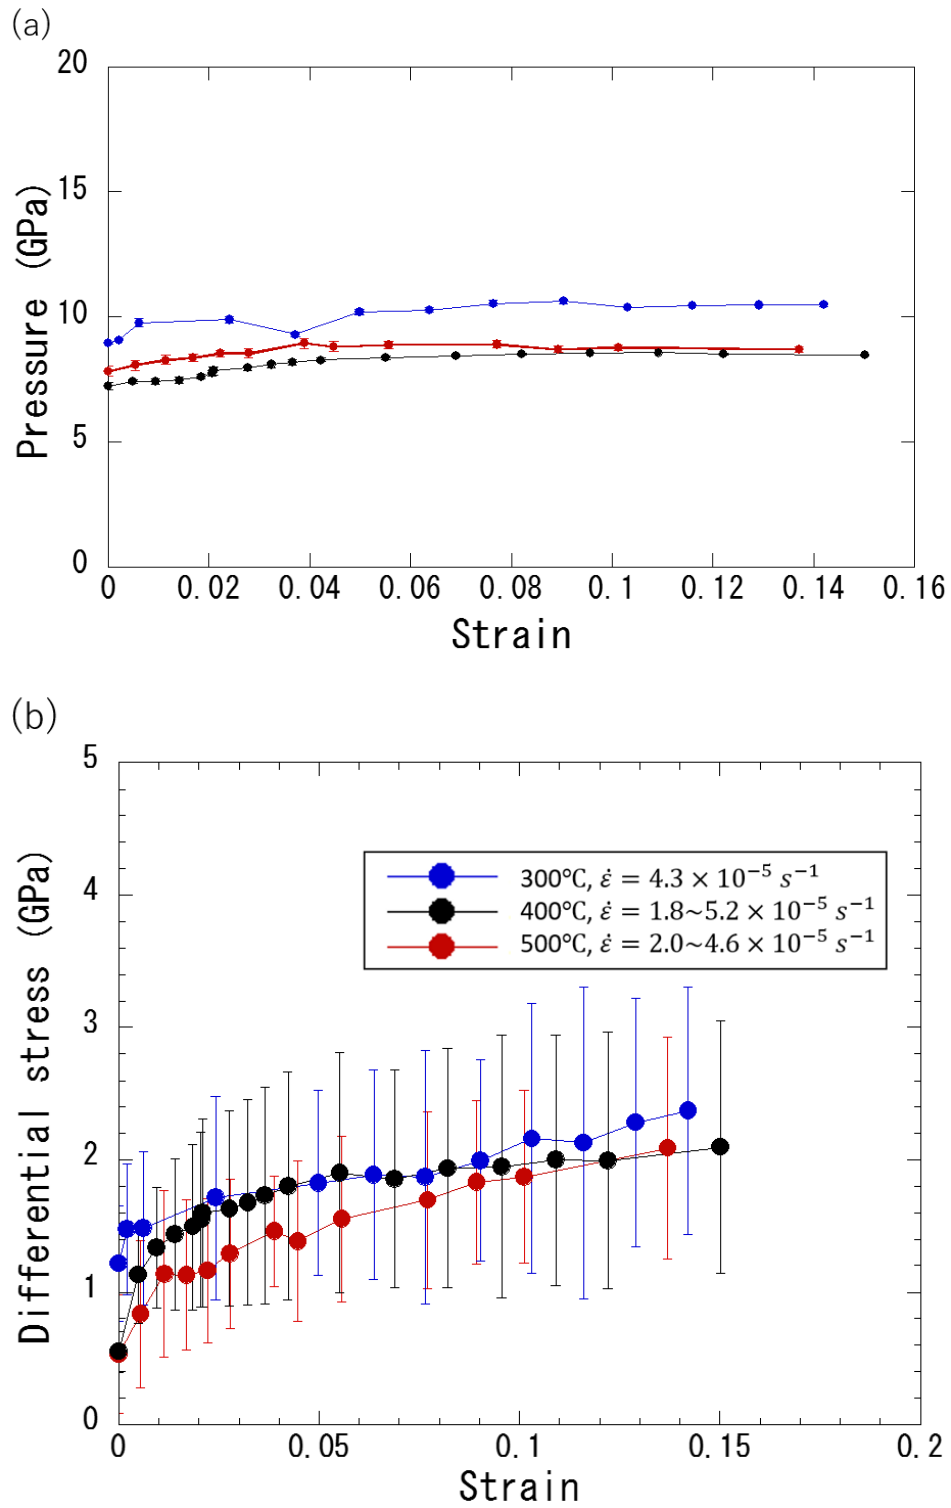 (a)
20
15
10
5
0
Pressure (GPa)
0 0.02 0.04 0.06 0.08 0.1 0.12 0.14 0.16
Strain
(b)
5
4
3
2
1
0
Differential stress (GPa)
300℃, ε̇ = 4.3 × 10⁻⁵ s⁻¹
400℃, ε̇ = 1.8~5.2 × 10⁻⁵ s⁻¹
500℃, ε̇ = 2.0~4.6 × 10⁻⁵ s⁻¹
0 0.05 0.1 0.15 0.2
Strain